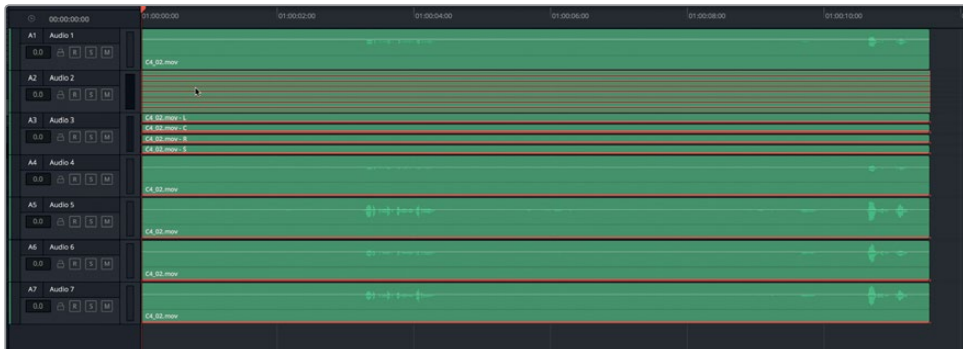 00:00:00:00 01:00:00:00 01:00:02:00 01:00:04:00 01:00:06:00 01:00:08:00 01:00:10:00
A1 Audio 1
0.0 R S M
C4_02.mov
A2 Audio 2
0.0 R S M
A3 Audio 3
0.0 R S M
C4_02.mov - L
C4_02.mov - C
C4_02.mov - R
C4_02.mov - S
A4 Audio 4
0.0 R S M
C4_02.mov
A5 Audio 5
0.0 R S M
C4_02.mov
A6 Audio 6
0.0 R S M
C4_02.mov
A7 Audio 7
0.0 R S M
C4_02.mov